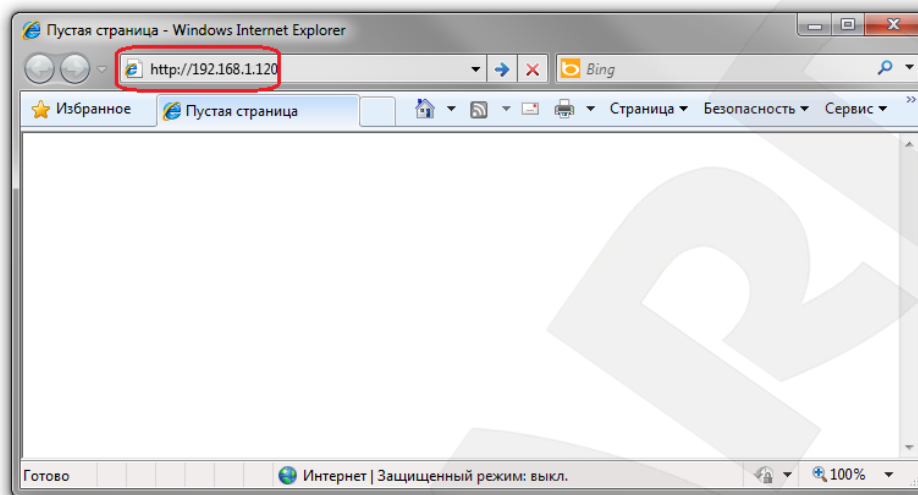 Пустая страница - Windows Internet Explorer
http://192.168.1.120
Bing
Избранное
Пустая страница
Страница
Безопасность
Сервис
»
Готово
Интернет | Защищенный режим: выкл.
100%